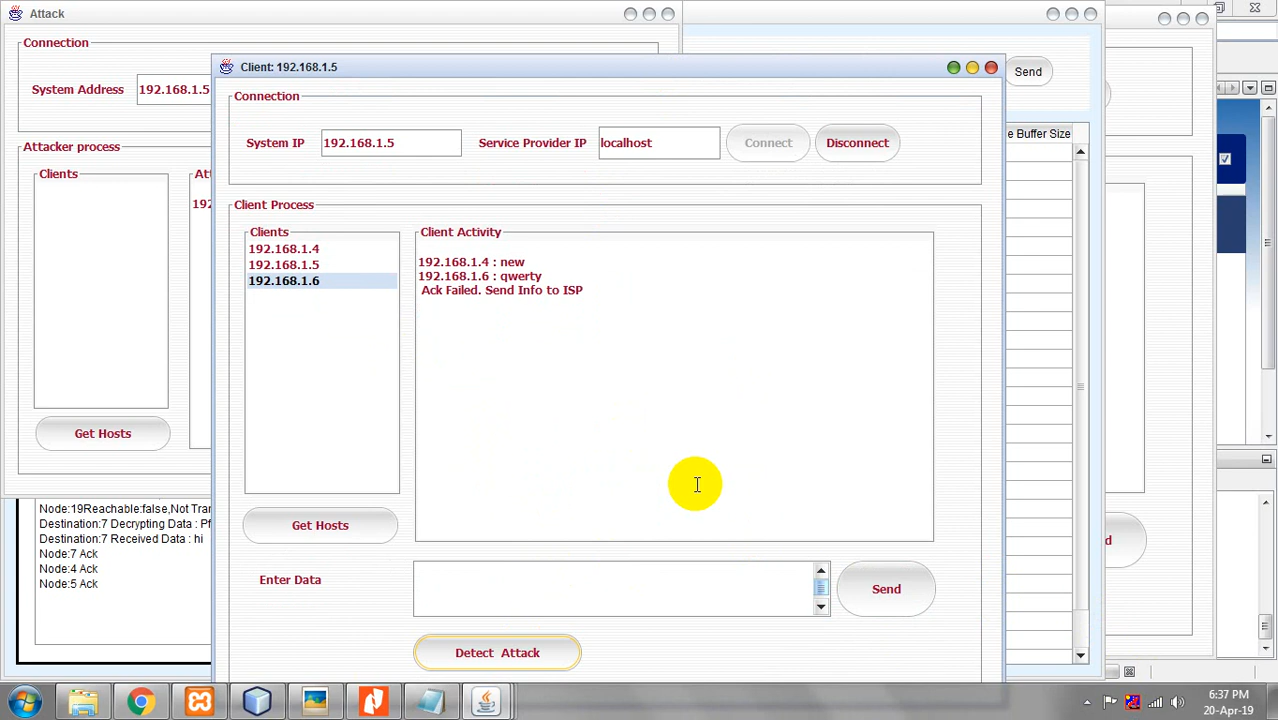 Attack
Connection
System Address 192.168.1.5
Attacker process
Clients
Get Hosts
Client: 192.168.1.5
Connection
System IP 192.168.1.5 Service Provider IP localhost Connect Disconnect
Client Process
Clients
192.168.1.4
192.168.1.5
192.168.1.6
Get Hosts
Client Activity
192.168.1.4 : new
192.168.1.6 : qwerty
Ack Failed. Send Info to ISP
Enter Data
Send
Detect Attack
Send
e Buffer Size
Node:19Reachable:false,Not Tran
Destination:7 Decrypting Data : Pf
Destination:7 Received Data : hi
Node:7 Ack
Node:4 Ack
Node:5 Ack
6:37 PM
20-Apr-19